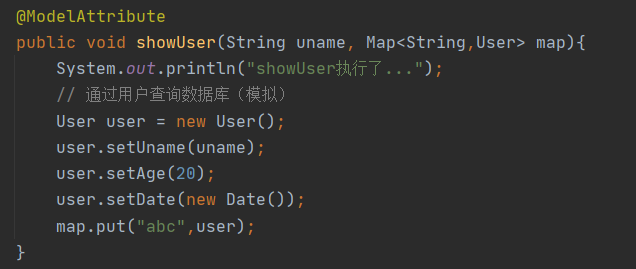 @ModelAttribute
public void showUser(String uname, Map<String,User> map){
    System.out.println("showUser执行了...");
    // 通过用户查询数据库（模拟）
    User user = new User();
    user.setUname(uname);
    user.setAge(20);
    user.setDate(new Date());
    map.put("abc",user);
}